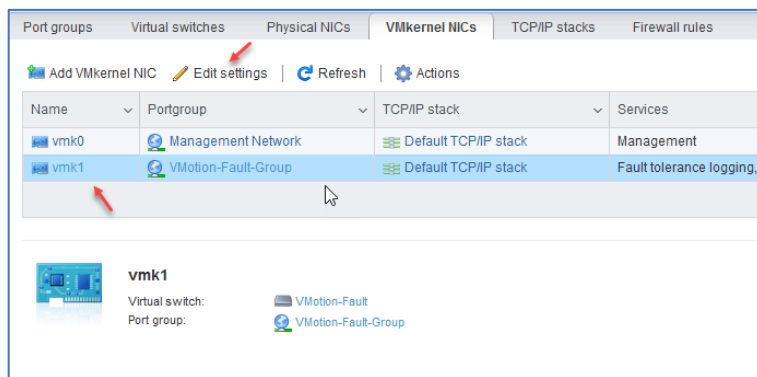 Port groups Virtual switches Physical NICs VMkernel NICs TCP/IP stacks Firewall rules
Add VMkernel NIC Edit settings Refresh Actions
Name Portgroup TCP/IP stack Services
vmk0 Management Network Default TCP/IP stack Management
vmk1 VMotion-Fault-Group Default TCP/IP stack Fault tolerance logging,
vmk1
Virtual switch: VMotion-Fault
Port group: VMotion-Fault-Group